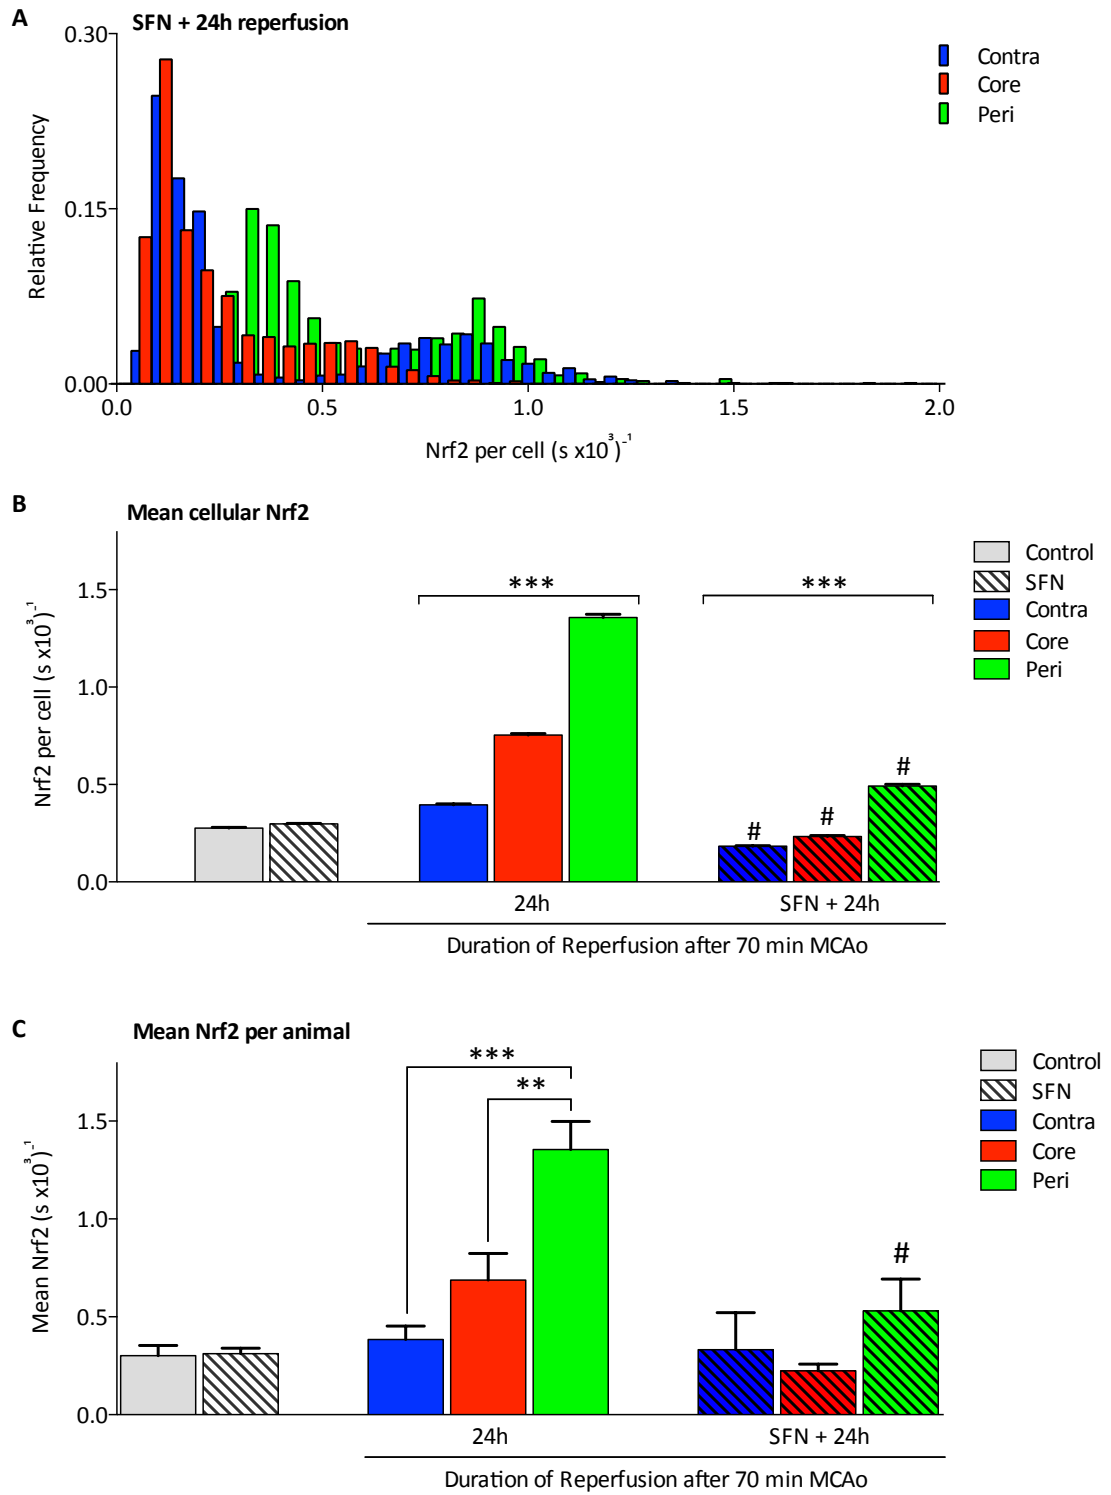 A
SFN + 24h reperfusion
0.30
0.15
0.00
Relative Frequency
0.0 0.5 1.0 1.5 2.0
Nrf2 per cell (s x10³)⁻¹
Contra
Core
Peri
B
Mean cellular Nrf2
1.5
1.0
0.5
0.0
Nrf2 per cell (s x10³)⁻¹
*** ***
# # #
24h SFN + 24h
Duration of Reperfusion after 70 min MCAo
Control
SFN
Contra
Core
Peri
C
Mean Nrf2 per animal
1.5
1.0
0.5
0.0
Mean Nrf2 (s x10³)⁻¹
***
**
#
24h SFN + 24h
Duration of Reperfusion after 70 min MCAo
Control
SFN
Contra
Core
Peri